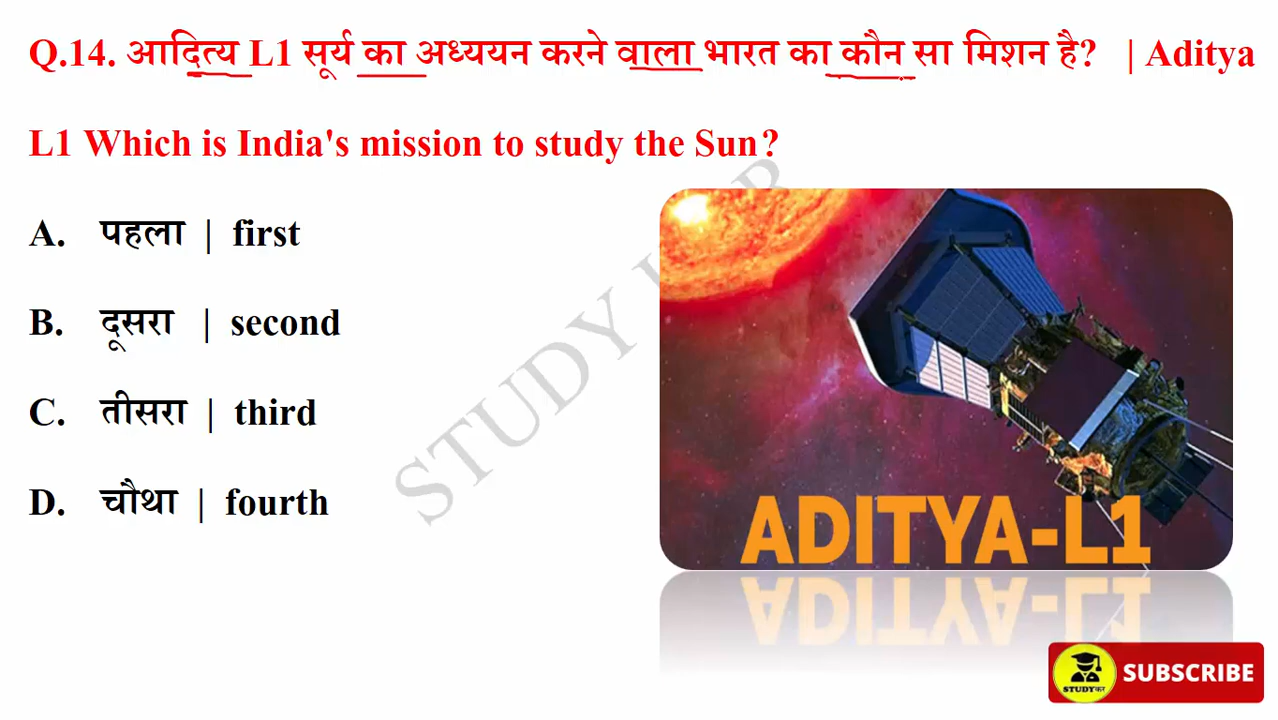 Q.14. आदित्य L1 सूर्य का अध्ययन करने वाला भारत का कौन सा मिशन है? | Aditya
L1 Which is India's mission to study the Sun?
A. पहला | first
B. दूसरा | second
C. तीसरा | third
D. चौथा | fourth
ADITYA-L1
STUDYकर
SUBSCRIBE